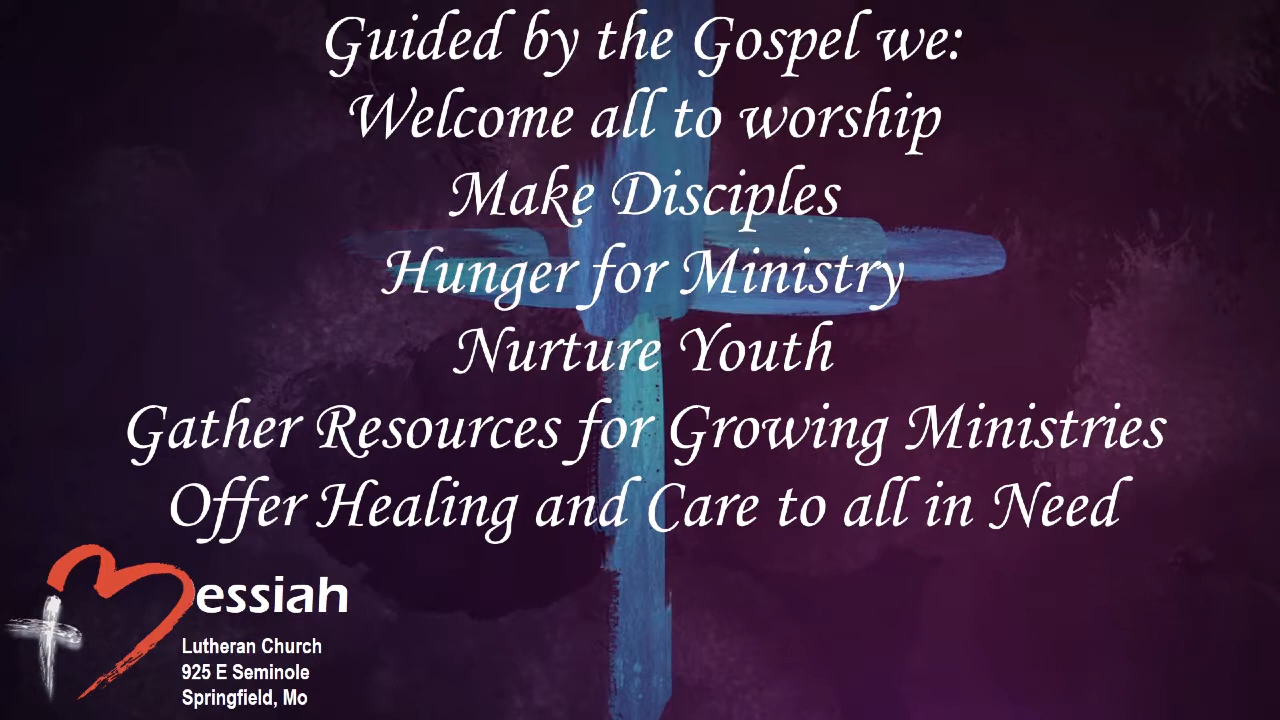 Guided by the Gospel we:
Welcome all to worship
Make Disciples
Hunger for Ministry
Nurture Youth
Gather Resources for Growing Ministries
Offer Healing and Care to all in Need
Messiah
Lutheran Church
925 E Seminole
Springfield, Mo